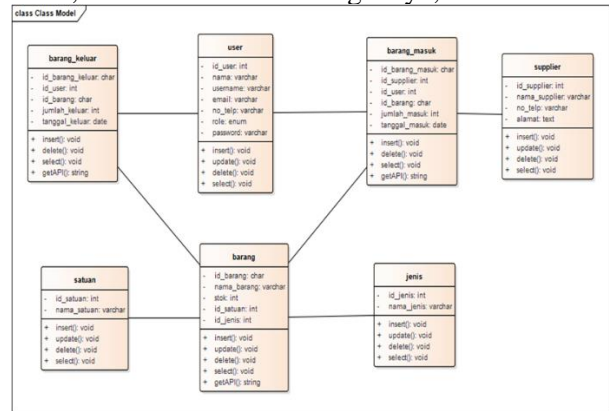 class Class Model
barang_keluar
- id_barang_keluar: char
- id_user: int
- id_barang: char
- jumlah_keluar: int
- tanggal_keluar: date
+ insert(): void
+ delete(): void
+ select(): void
+ getAPI(): string
user
- id_user: int
- nama: varchar
- username: varchar
- email: varchar
- no_telp: varchar
- role: enum
- password: varchar
+ insert(): void
+ update(): void
+ delete(): void
+ select(): void
barang_masuk
- id_barang_masuk: char
- id_supplier: int
- id_user: int
- id_barang: char
- jumlah_masuk: int
- tanggal_masuk: date
+ insert(): void
+ delete(): void
+ select(): void
+ getAPI(): string
supplier
- id_supplier: int
- nama_supplier: varchar
- no_telp: varchar
- alamat: text
+ insert(): void
+ update(): void
+ delete(): void
+ select(): void
satuan
- id_satuan: int
- nama_satuan: varchar
+ insert(): void
+ update(): void
+ delete(): void
+ select(): void
barang
- id_barang: char
- nama_barang: varchar
- stok: int
- id_satuan: int
- id_jenis: int
+ insert(): void
+ update(): void
+ delete(): void
+ select(): void
+ getAPI(): string
jenis
- id_jenis: int
- nama_jenis: varchar
+ insert(): void
+ update(): void
+ delete(): void
+ select(): void